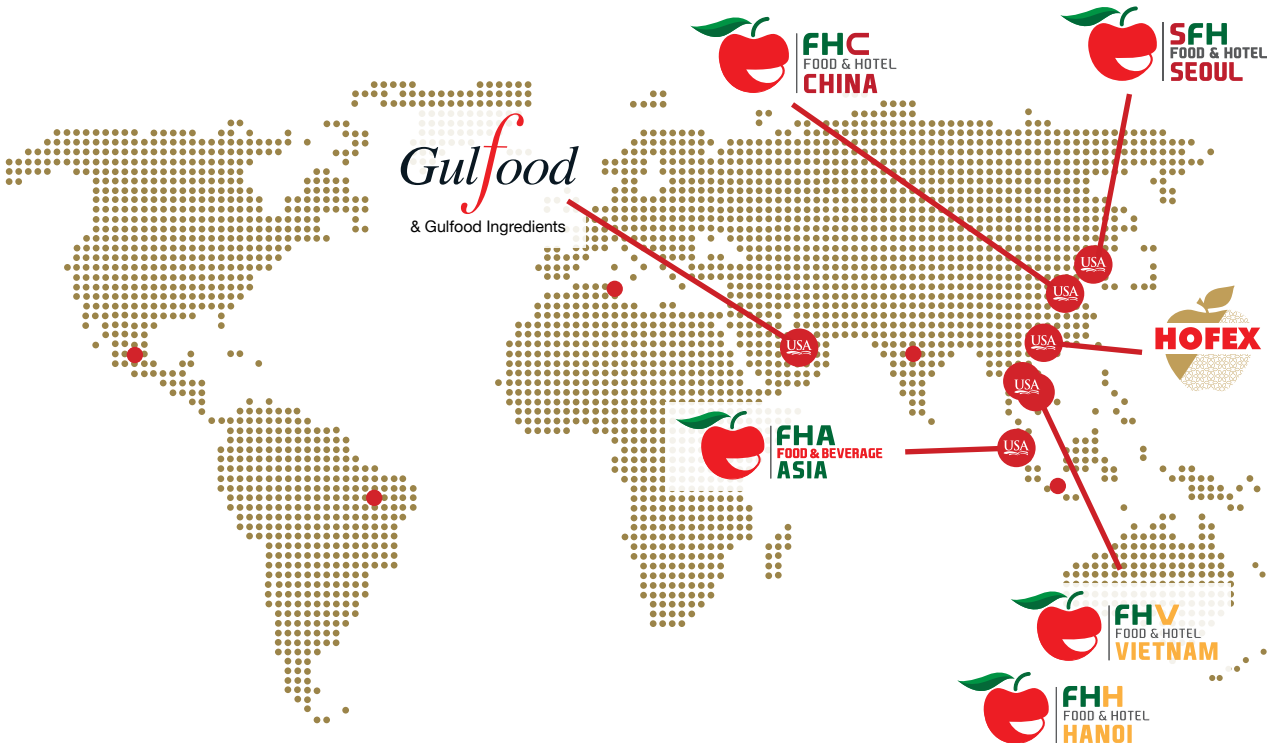 FHC
FOOD & HOTEL
CHINA
SFH
FOOD & HOTEL
SEOUL
Gulfood
& Gulfood Ingredients
USA
USA
USA
USA
HOFEX
USA
FHA
FOOD & BEVERAGE
ASIA
USA
FHV
FOOD & HOTEL
VIETNAM
FHH
FOOD & HOTEL
HANOI